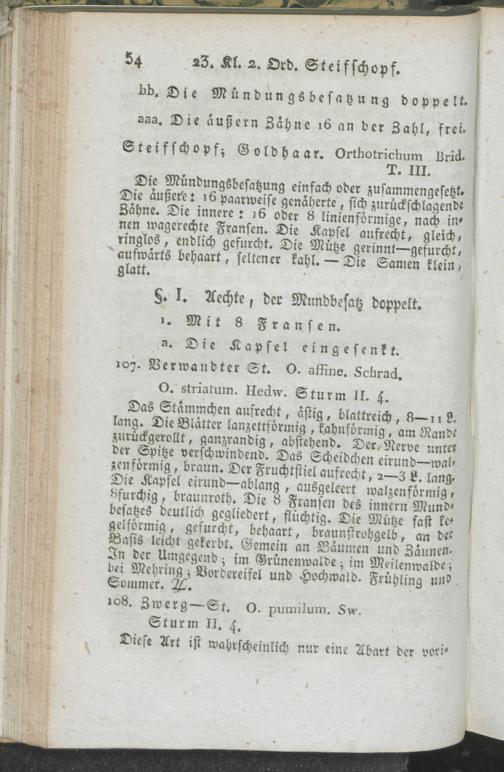 54 23. Kl. 2. Ord. Steifschopf.
bb. Die Mündungsbesatzung doppelt.
aaa. Die äußern Zähne 16 an der Zahl, frei.
Steifschopf; Goldhaar. Orthotrichum Brid.
T. III.
Die Mündungsbesatzung einfach oder zusammengesetzt.
Die äußere: 16 paarweise genäherte, sich zurückschlagende
Zähne. Die innere: 16 oder 8 linienförmige, nach in-
nen wagerechte Fransen. Die Kapsel aufrecht, gleich,
ringlos, endlich gefurcht. Die Mütze gerinnl—gefurcht,
aufwärts behaart, seltener kahl. — Die Samen klein,
glatt.
§. I. Aechte, der Mundbesatz doppelt.
1. Mit 8 Fransen.
a. Die Kapsel eingesenkt.
107. Verwandter St. O. affine. Schrad.
O. striatum. Hedw. Sturm II. 4.
Das Stämmchen aufrecht, ästig, blattreich, 8—11 L.
lang. Die Blätter lanzettförmig, kahnförmig, am Rande
zurückgerollt, ganzrandig, abstehend. Der Nerve unter
der Spitze verschwindend. Das Scheidchen eirund—wal-
zenförmig, braun. Der Fruchtstiel aufrecht, 2—3 L. lang.
Die Kapsel eirund—ablang, ausgeleert walzenförmig,
8furchig, braunroth. Die 8 Fransen des innern Mund-
besatzes deutlich gegliedert, flüchtig. Die Mütze fast ke-
gelförmig, gefurcht, behaart, braunstrohgelb, an der
Basis leicht gekerbt. Gemein an Bäumen und Zäunen.
In der Umgegend; im Grünenwalde; im Meilenwalde;
bei Mehring; Vordereifel und Hochwald. Frühling und
Sommer. ♃.
108. Zwerg—St. O. pumilum. Sw.
Sturm II. 4.
Diese Art ist wahrscheinlich nur eine Abart der vori-